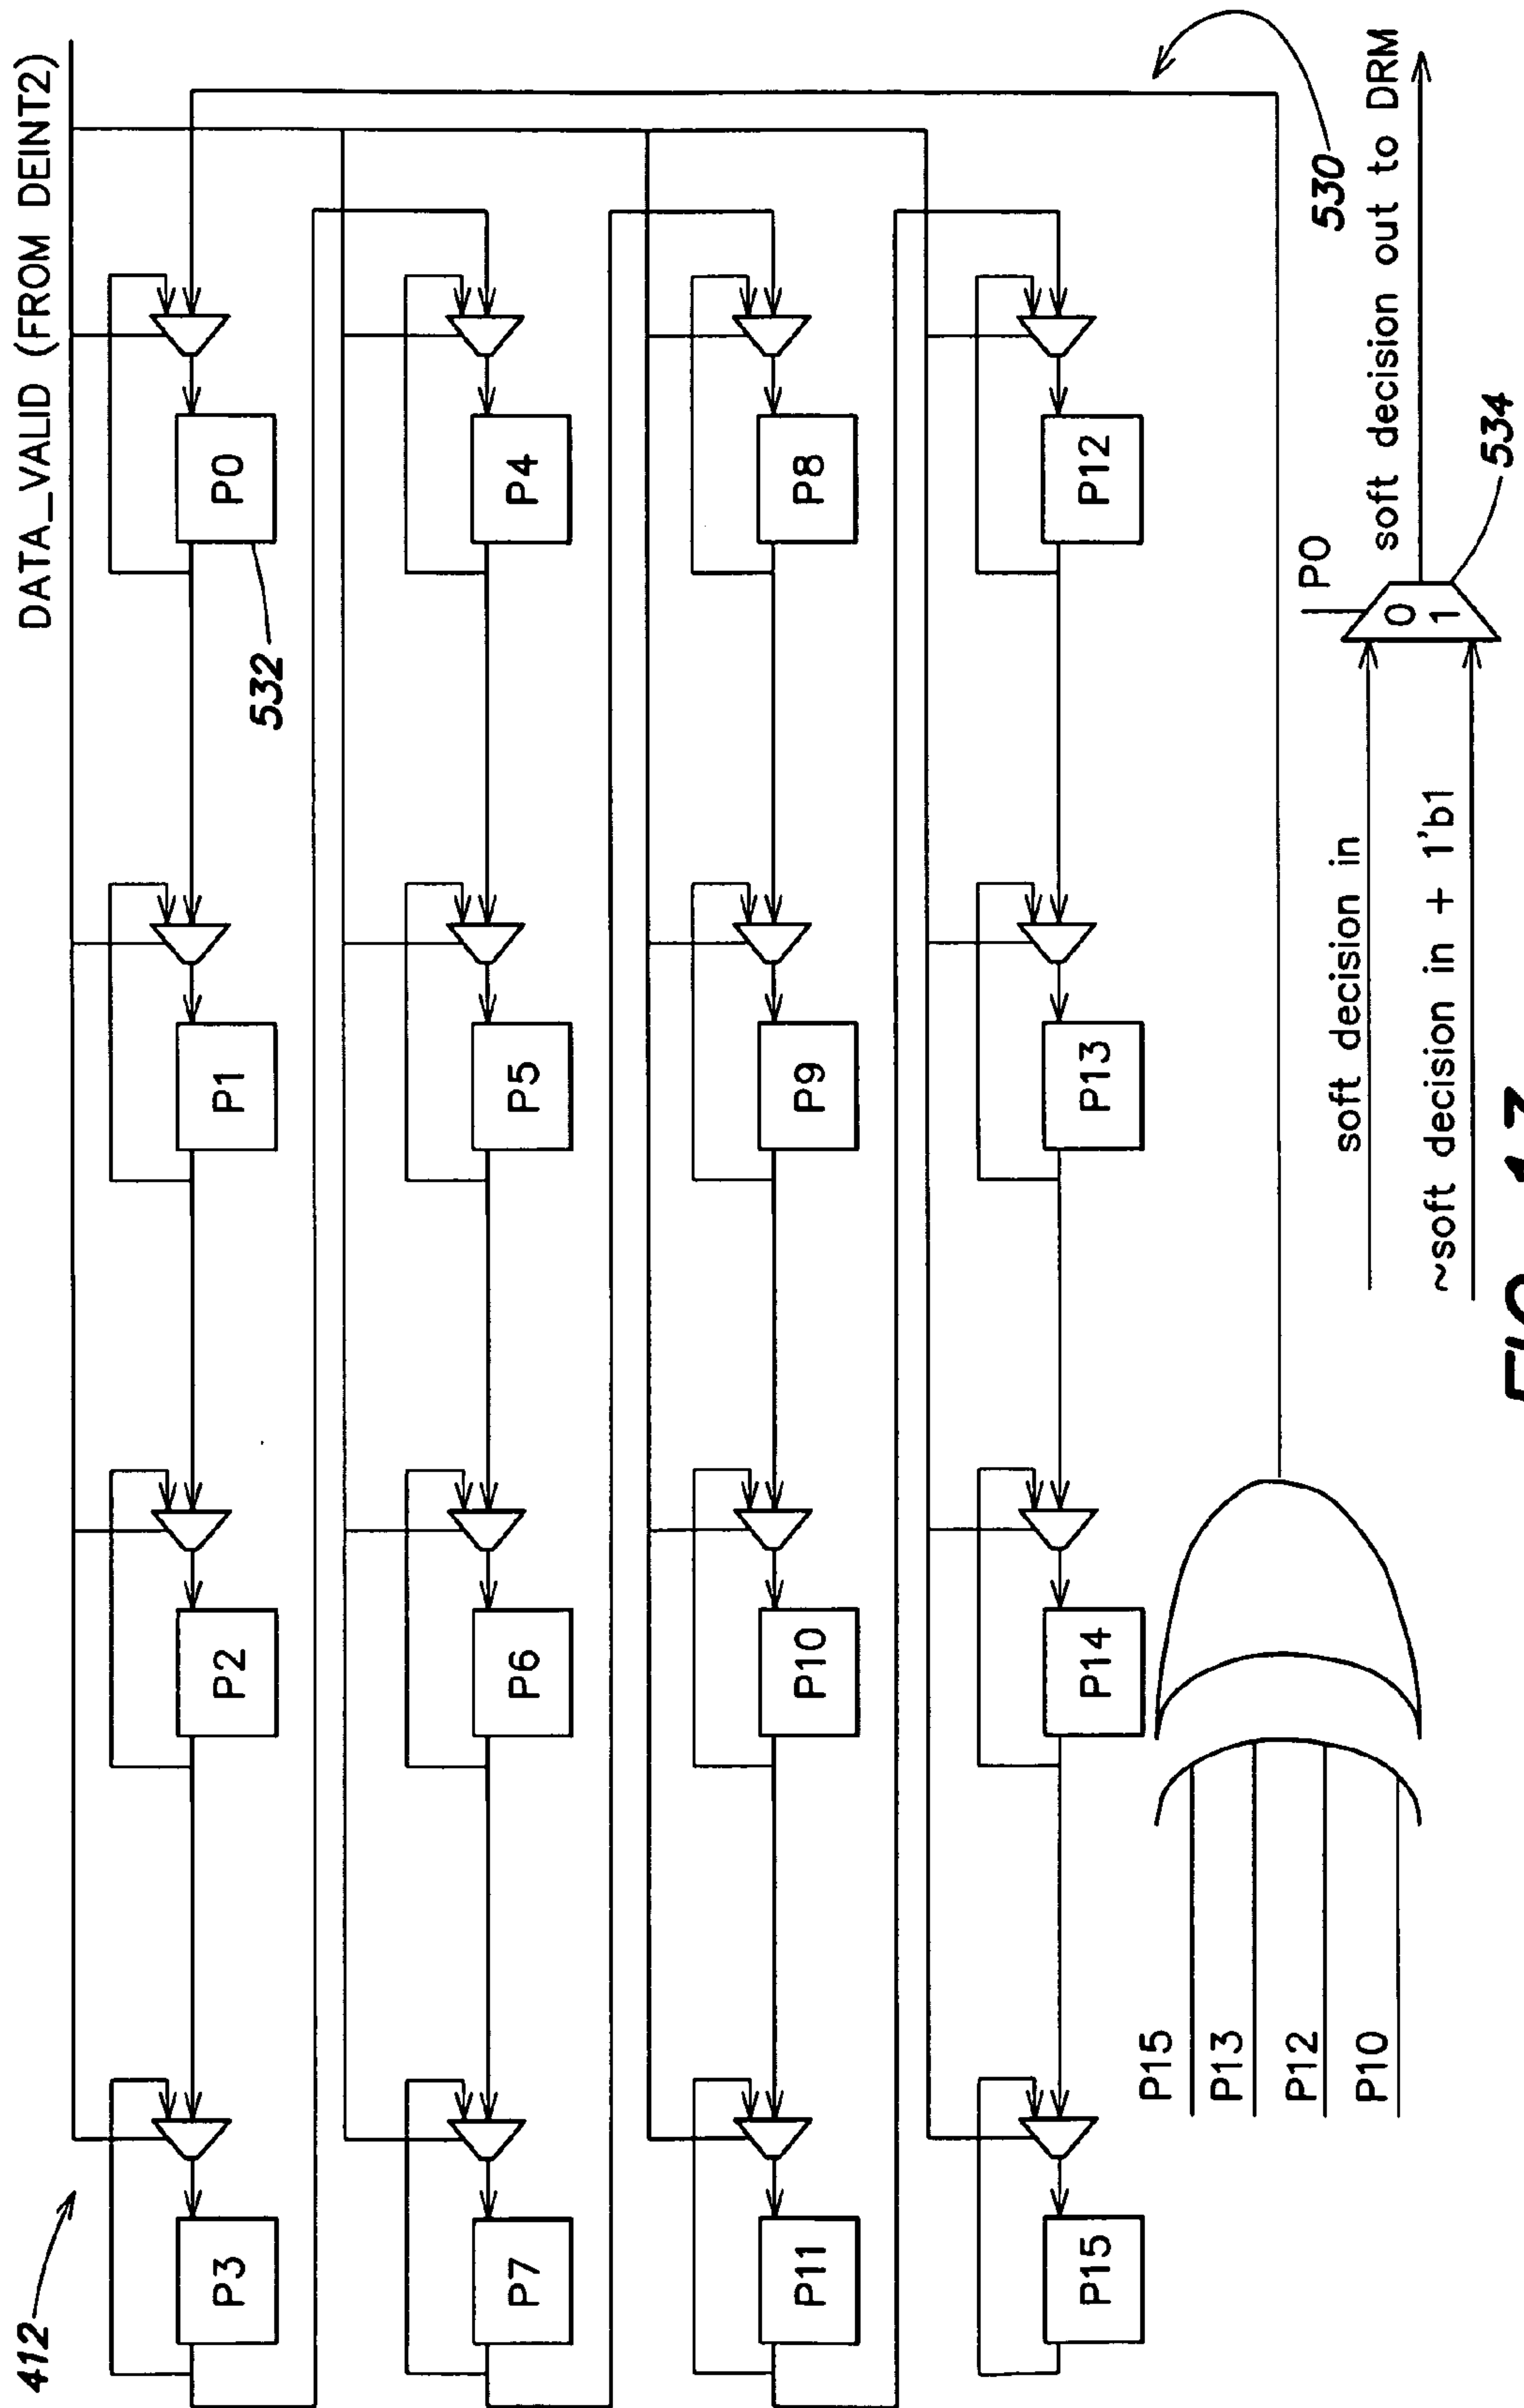 412
DATA_VALID (FROM DEINT2)
P3 P2 P1 P0
532
P7 P6 P5 P4
P11 P10 P9 P8
P15 P14 P13 P12
P15
P13
P12
P10
P0
530
soft decision in
soft decision out to DRM
0
1
~soft decision in + 1'b1
534